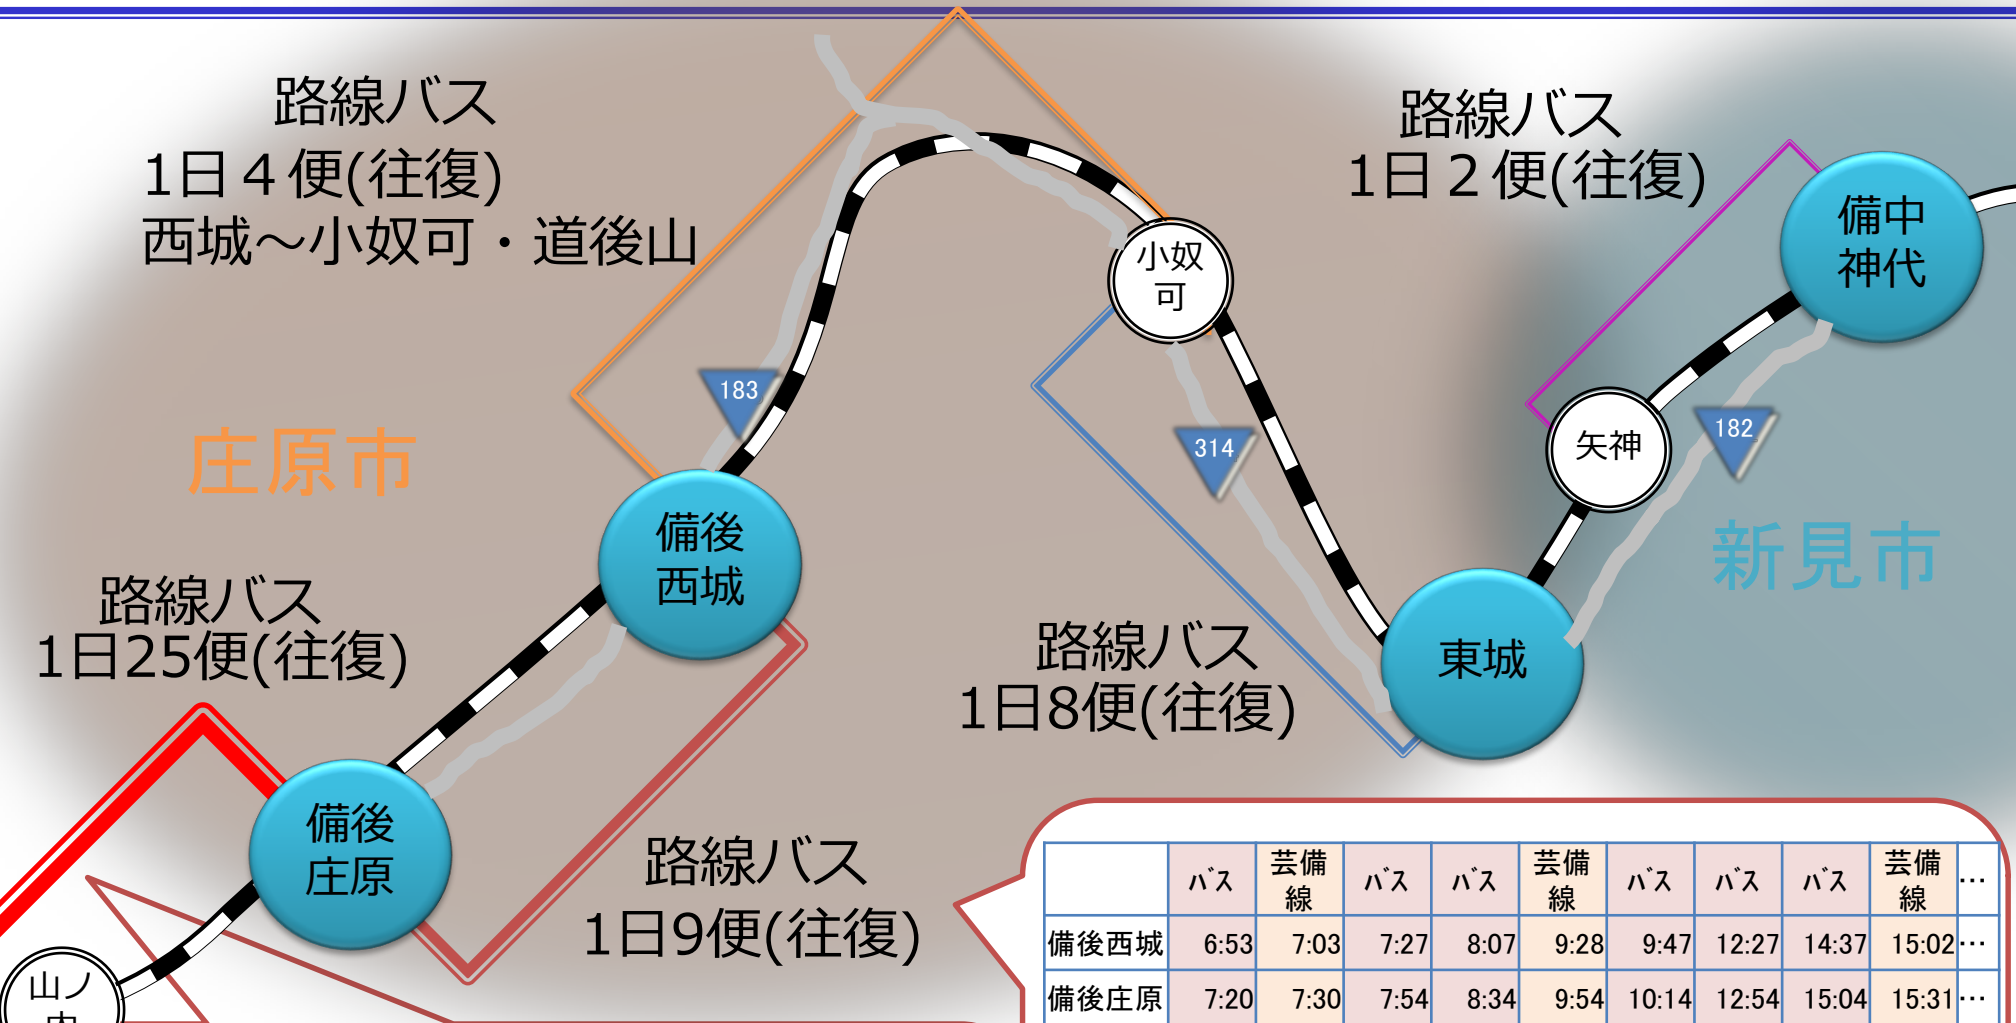 路線バス
1日４便(往復)
西城～小奴可・道後山
路線バス
1日２便(往復)
備中
神代
小奴
可
183
314
182
矢神
庄原市
新見市
備後
西城
路線バス
1日25便(往復)
路線バス
1日8便(往復)
東城
備後
庄原
路線バス
1日9便(往復)
山ノ
内
ﾊﾞｽ 芸備線 ﾊﾞｽ ﾊﾞｽ 芸備線 ﾊﾞｽ ﾊﾞｽ ﾊﾞｽ 芸備線 …
備後西城 6:53 7:03 7:27 8:07 9:28 9:47 12:27 14:37 15:02 …
備後庄原 7:20 7:30 7:54 8:34 9:54 10:14 12:54 15:04 15:31 …